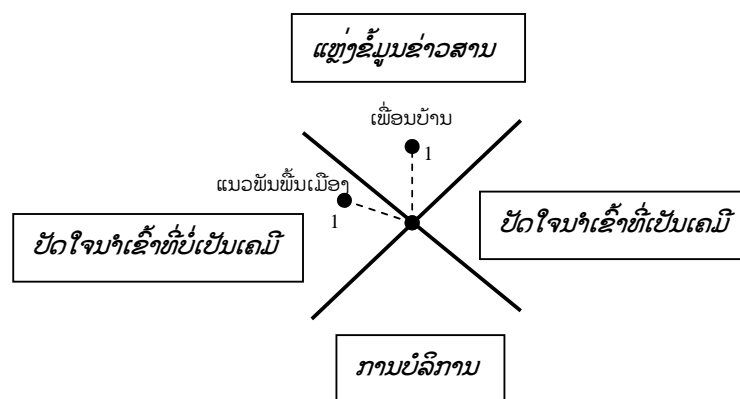 ແຫຼ່ງຂໍ້ມູນຂ່າວສານ
ເພື່ອນບ້ານ
1
ແນວພັນພື້ນເມືອງ
1
ປັດໃຈນຳເຂົ້າທີ່ບໍ່ເປັນເຄມີ
ປັດໃຈນຳເຂົ້າທີ່ເປັນເຄມີ
ການບໍລິການ